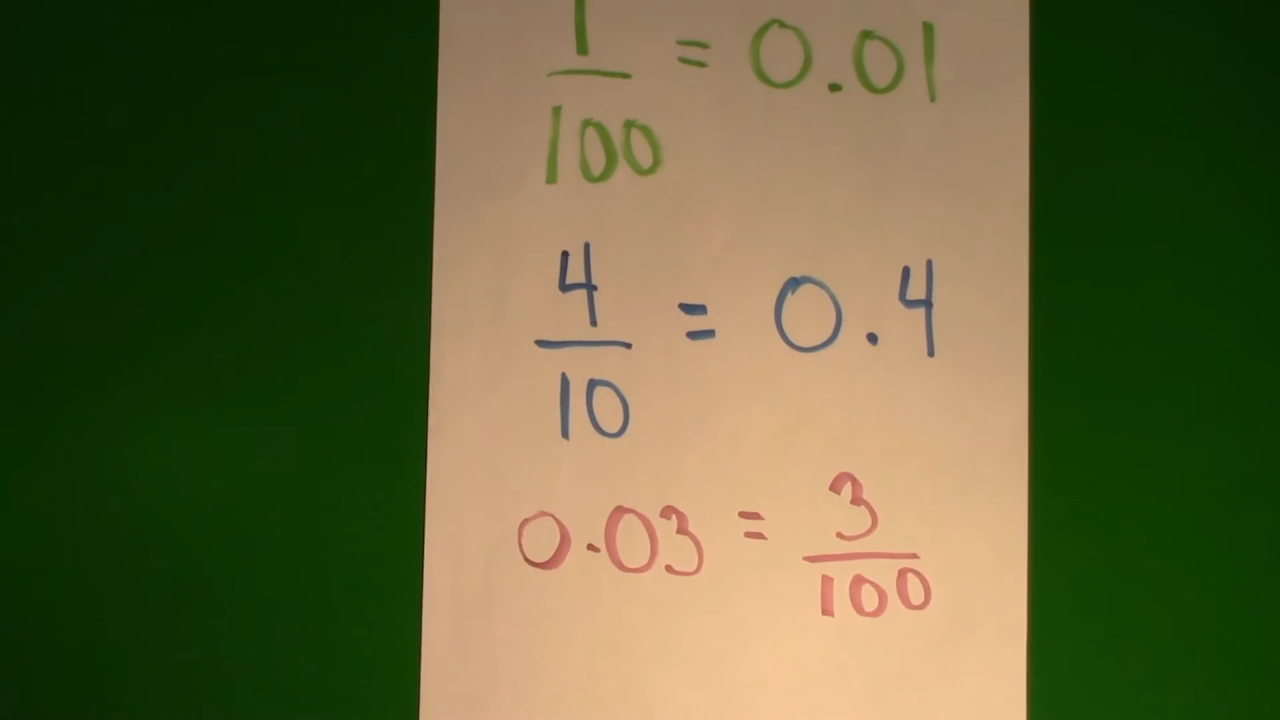 1/100 = 0.01
4/10 = 0.4
0.03 = 3/100